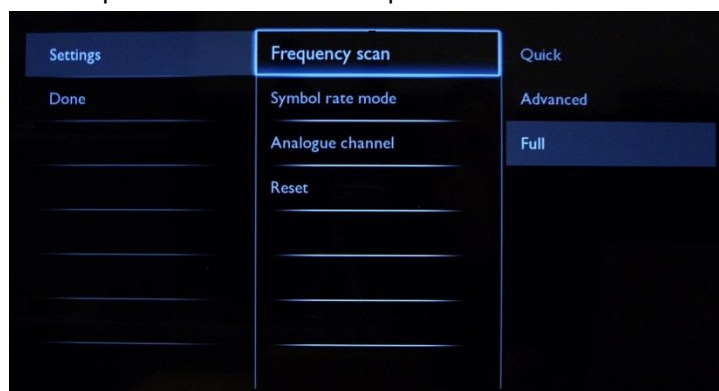 Settings
Done
Frequency scan
Symbol rate mode
Analogue channel
Reset
Quick
Advanced
Full